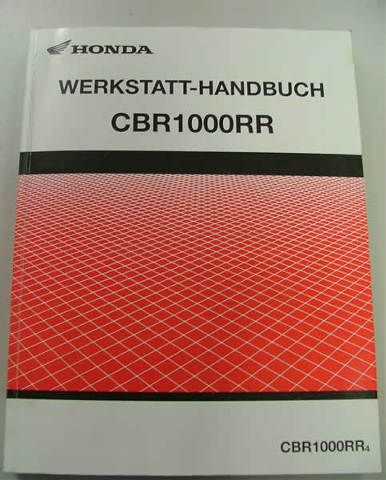 HONDA
WERKSTATT-HANDBUCH
CBR1000RR
CBR1000RR4